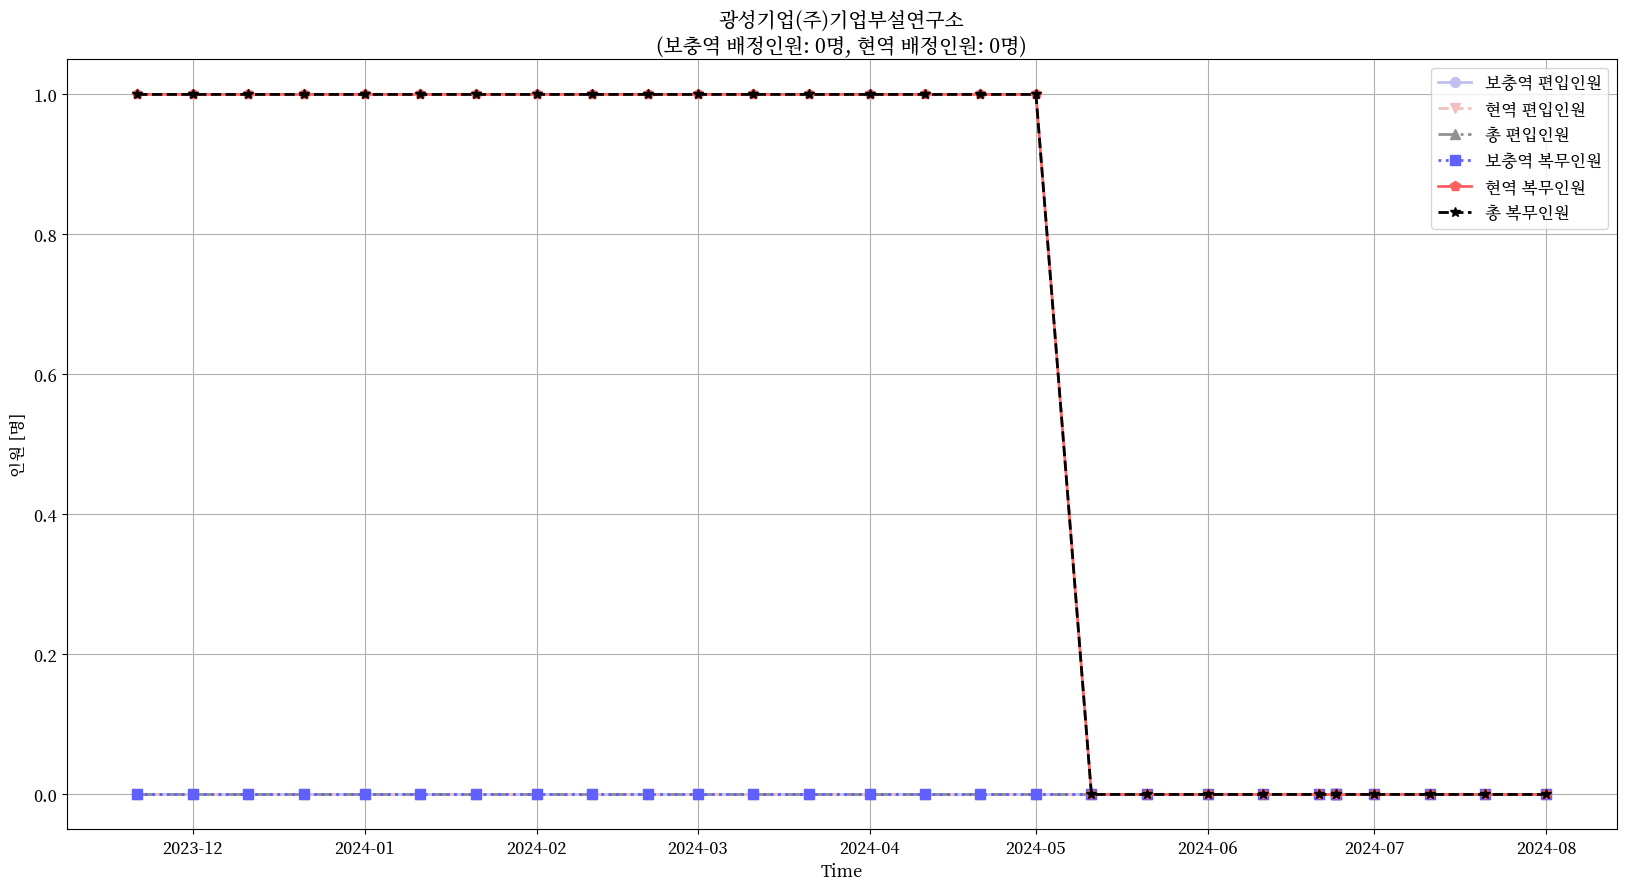 광성기업(주)기업부설연구소
(보충역 배정인원: 0명, 현역 배정인원: 0명)
보충역 편입인원
현역 편입인원
총 편입인원
보충역 복무인원
현역 복무인원
총 복무인원
인원 [명]
1.0
0.8
0.6
0.4
0.2
0.0
2023-12
2024-01
2024-02
2024-03
2024-04
2024-05
2024-06
2024-07
2024-08
Time